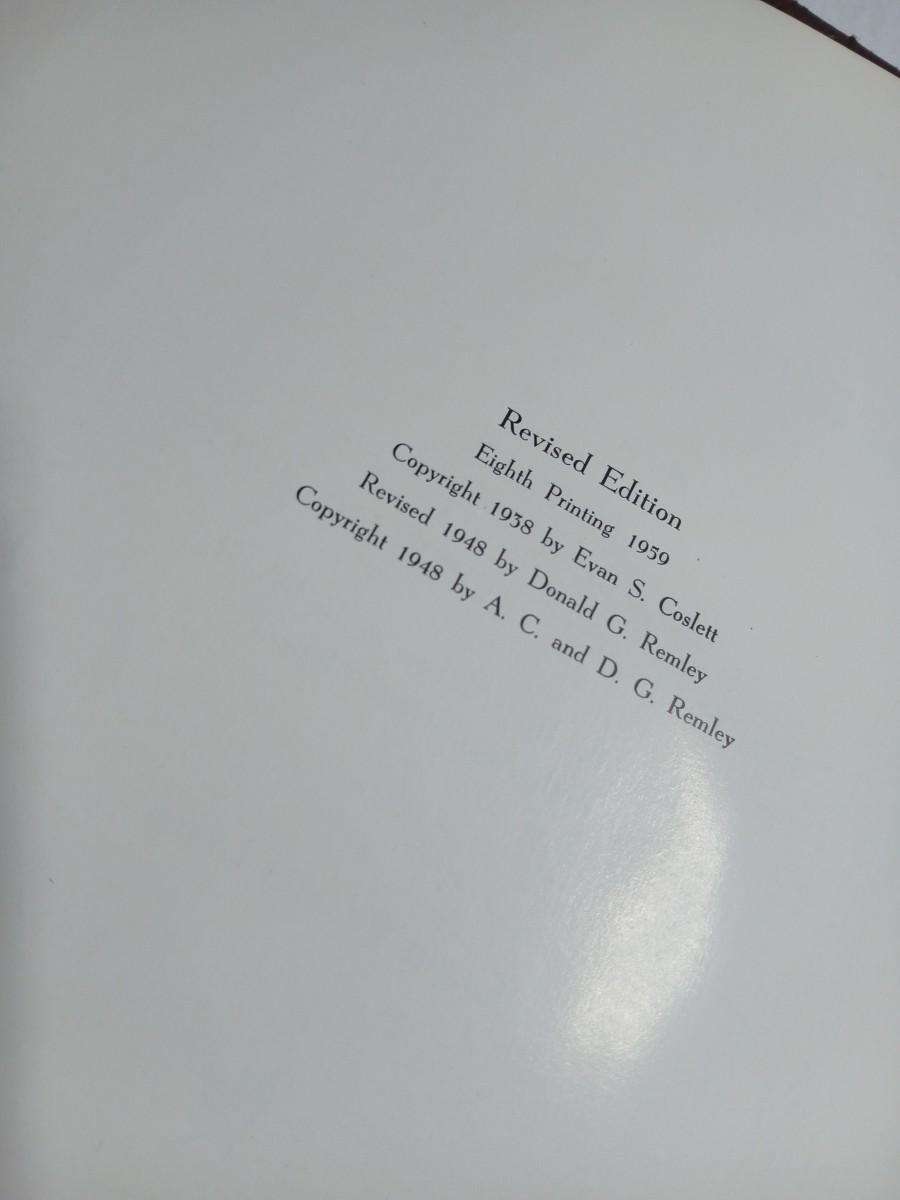 Revised Edition
Eighth Printing 1959
Copyright 1938 by Evan S. Coslett
Revised 1948 by Donald G. Remley
Copyright 1948 by A. C. and D. G. Remley